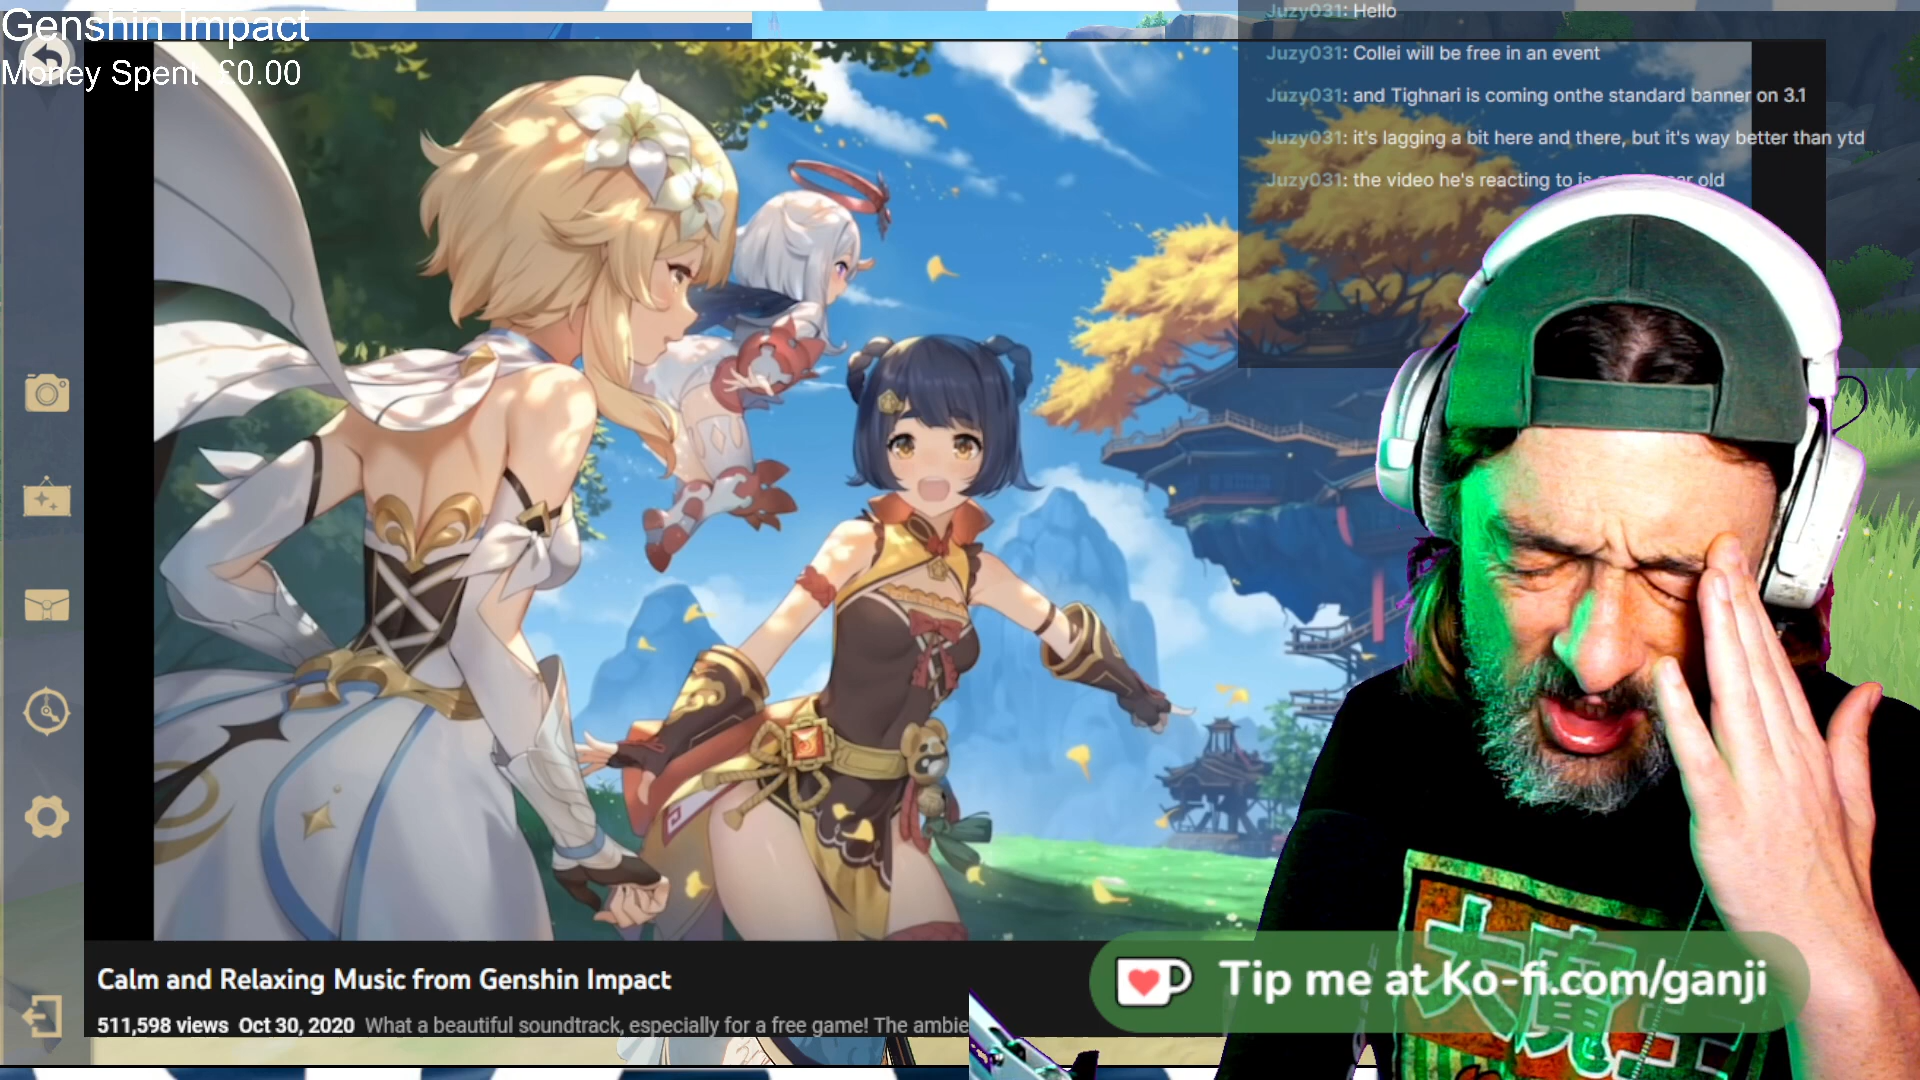 Genshin Impact
Money Spent £0.00
Juzy031: Hello
Juzy031: Collei will be free in an event
Juzy031: and Tighnari is coming onthe standard banner on 3.1
Juzy031: it's lagging a bit here and there, but it's way better than ytd
Juzy031: the video he's reacting to is old
Calm and Relaxing Music from Genshin Impact
511,598 views Oct 30, 2020 What a beautiful soundtrack, especially for a free game! The ambie
Tip me at Ko-fi.com/ganji
大魔王